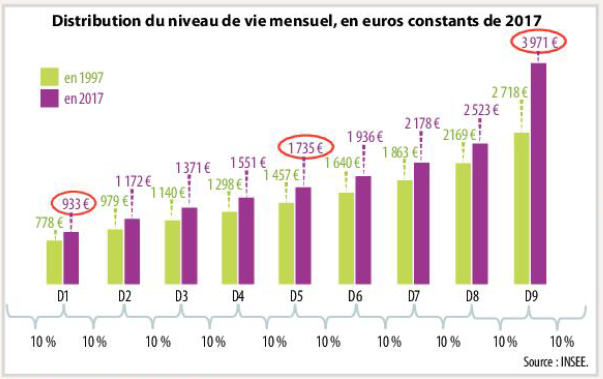 Distribution du niveau de vie mensuel, en euros constants de 2017
en 1997
en 2017
778 €
933 €
979 €
1 172 €
1 140 €
1 371 €
1 298 €
1 551 €
1 457 €
1 735 €
1 640 €
1 936 €
1 863 €
2 178 €
2169 €
2 523 €
2 718 €
3 971 €
D1 D2 D3 D4 D5 D6 D7 D8 D9
10 % 10 % 10 % 10 % 10 % 10 % 10 % 10 % 10 % 10 %
Source : INSEE.